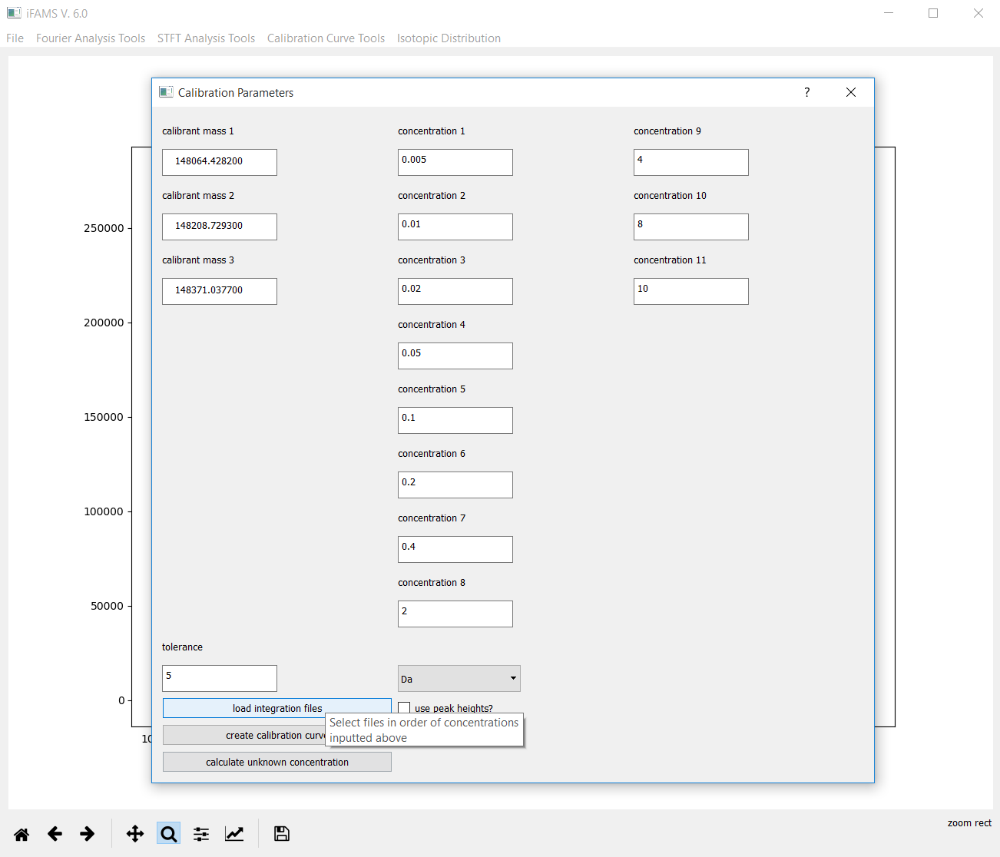 iFAMS V. 6.0
File Fourier Analysis Tools STFT Analysis Tools Calibration Curve Tools Isotopic Distribution
Calibration Parameters ?
calibrant mass 1 concentration 1 concentration 9
148064.428200 0.005 4
calibrant mass 2 concentration 2 concentration 10
148208.729300 0.01 8
calibrant mass 3 concentration 3 concentration 11
148371.037700 0.02 10
concentration 4
0.05
concentration 5
0.1
concentration 6
0.2
concentration 7
0.4
concentration 8
2
tolerance
5 Da
load integration files use peak heights?
Select files in order of concentrations
inputted above
create calibration curve
calculate unknown concentration
250000
200000
150000
100000
50000
0
10
zoom rect